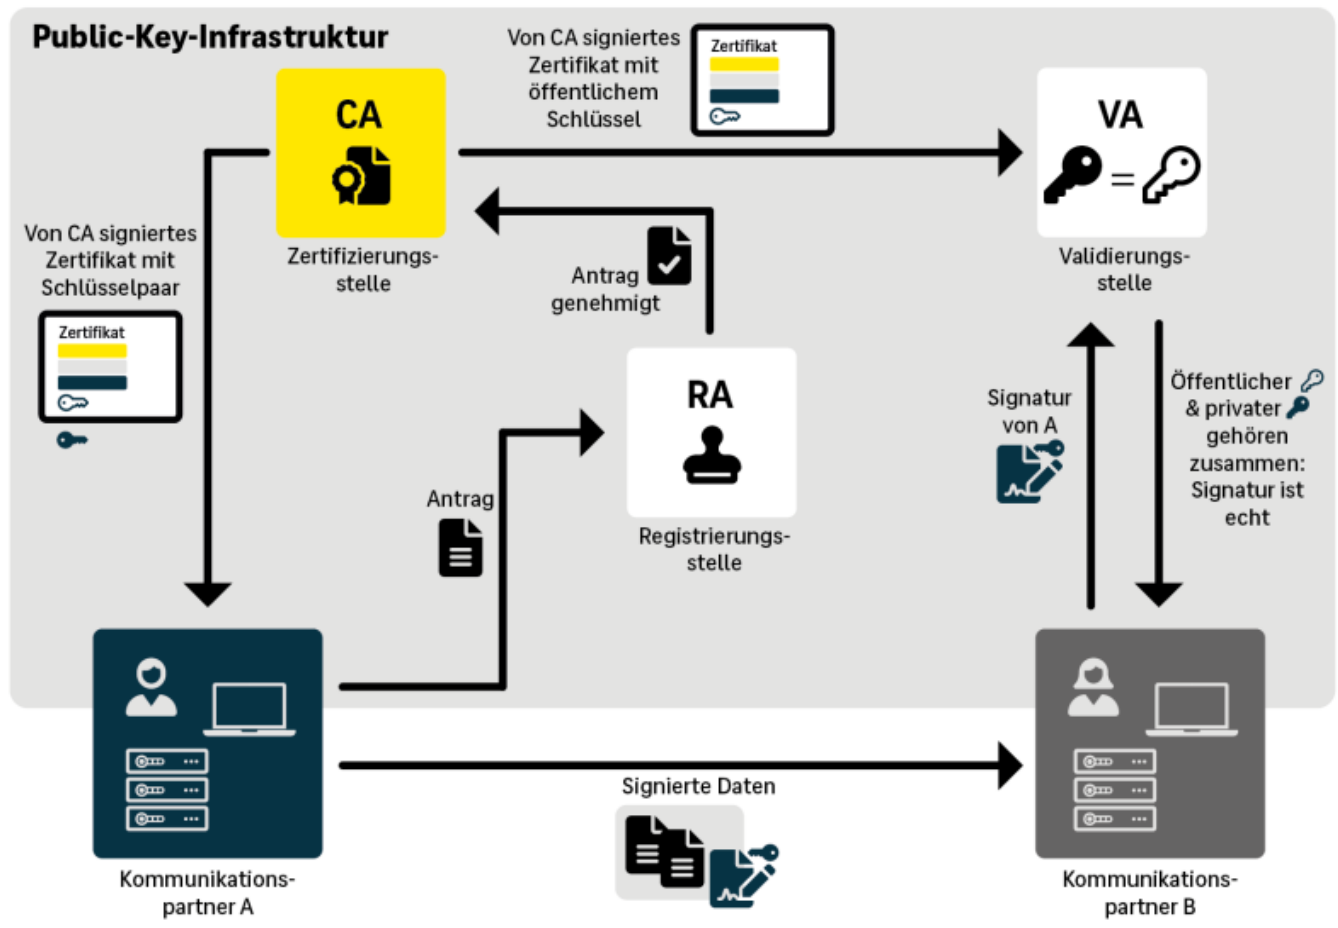 Public-Key-Infrastruktur
Von CA signiertes
Zertifikat mit
öffentlichem
Schlüssel
Zertifikat
CA
Zertifizierungs-
stelle
VA
=
Validierungs-
stelle
Von CA signiertes
Zertifikat mit
Schlüsselpaar
Zertifikat
Antrag
genehmigt
RA
Registrierungs-
stelle
Antrag
Signatur
von A
Öffentlicher
& privater
gehören
zusammen:
Signatur ist
echt
Signierte Daten
Kommunikations-
partner A
Kommunikations-
partner B